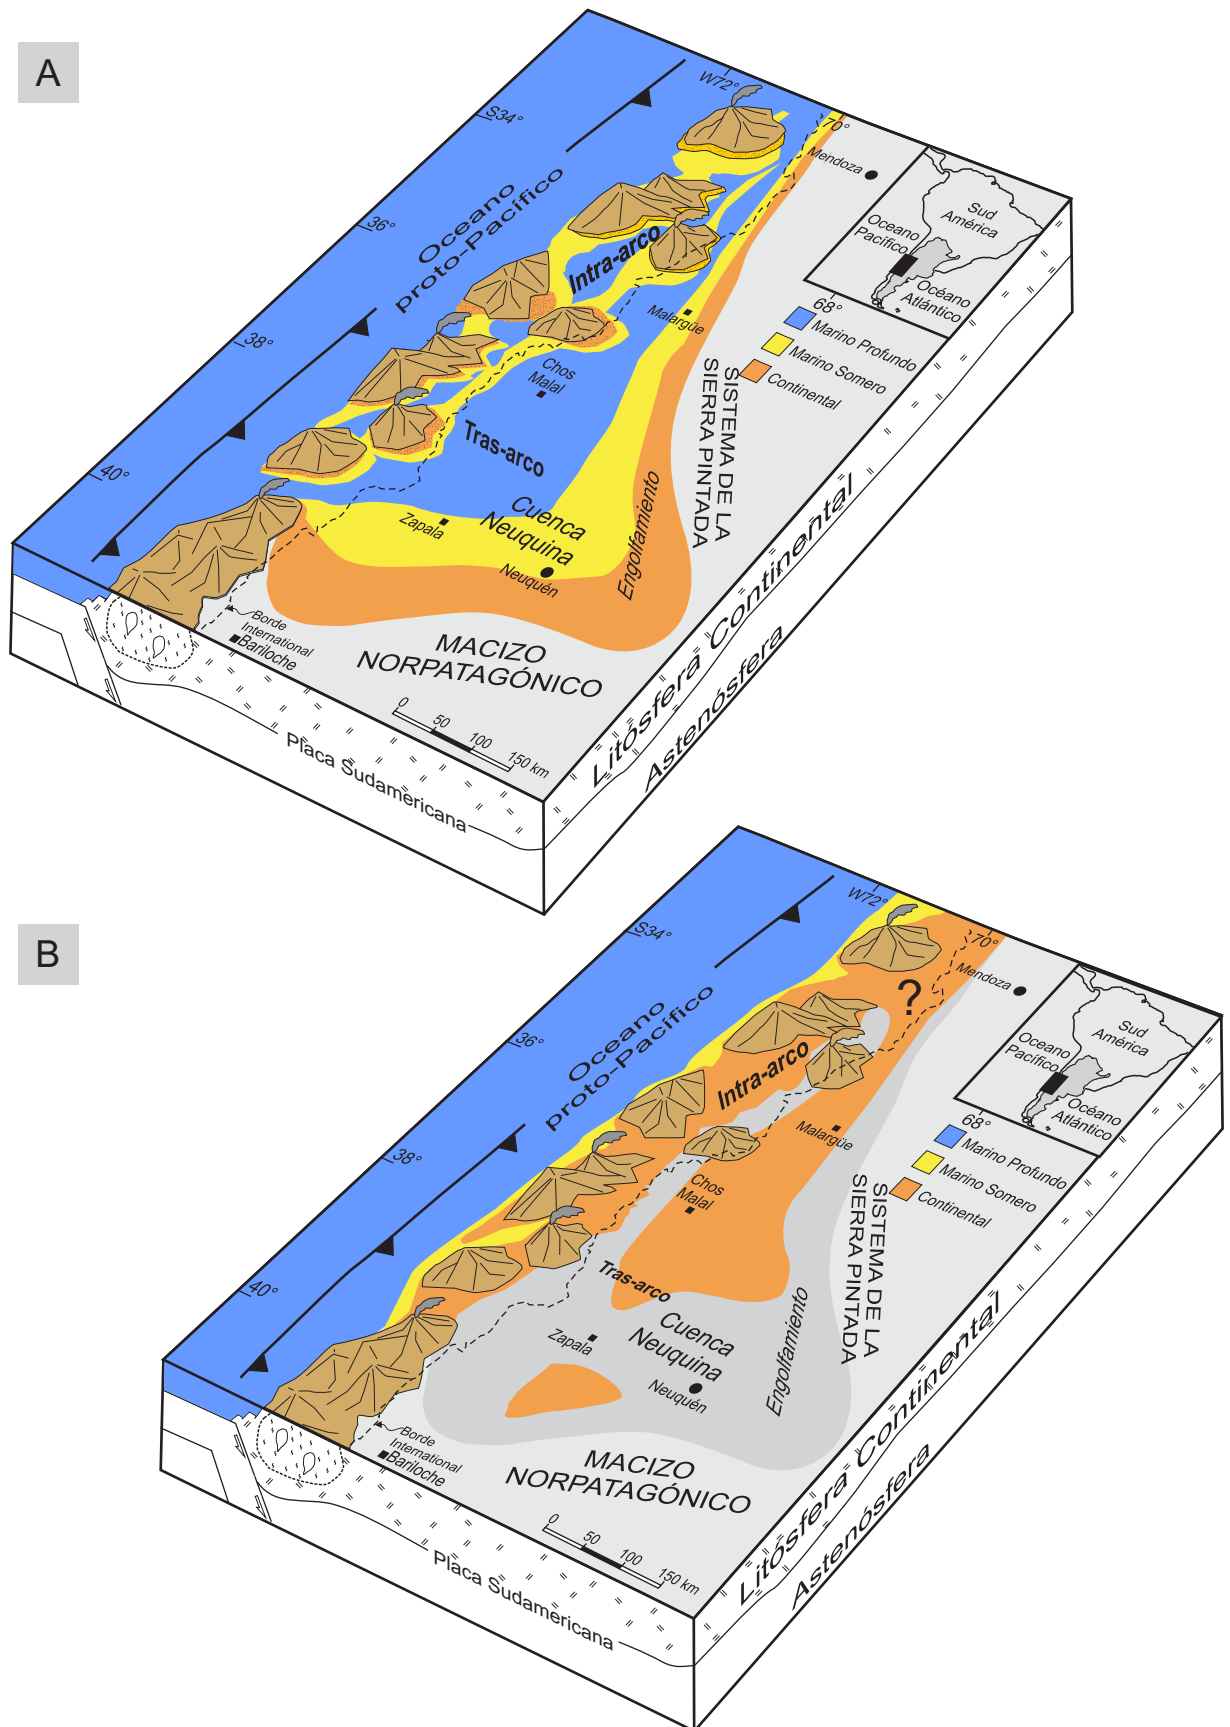 A
W72°
S34°
70°
Mendoza
Sud
América
Oceano
Pacífico
Océano
Atlántico
Oceano
proto-Pacífico
36°
Intra-arco
68°
Malargüe
Marino Profundo
Marino Somero
Continental
38°
Chos
Malal
SISTEMA DE LA
SIERRA PINTADA
Tras-arco
40°
Cuenca
Neuquina
Zapala
Neuquén
Engolfamiento
Borde
International
Bariloche
MACIZO
NORPATAGÓNICO
0
50
100
150 km
Placa Sudamericana
Litósfera Continental
Astenósfera
B
W72°
S34°
70°
Mendoza
?
Sud
América
Oceano
Pacífico
Océano
Atlántico
Oceano
proto-Pacífico
36°
Intra-arco
68°
Malargüe
Marino Profundo
Marino Somero
Continental
38°
Chos
Malal
SISTEMA DE LA
SIERRA PINTADA
Tras-arco
40°
Cuenca
Neuquina
Zapala
Neuquén
Engolfamiento
Borde
International
Bariloche
MACIZO
NORPATAGÓNICO
0
50
100
150 km
Placa Sudamericana
Litósfera Continental
Astenósfera